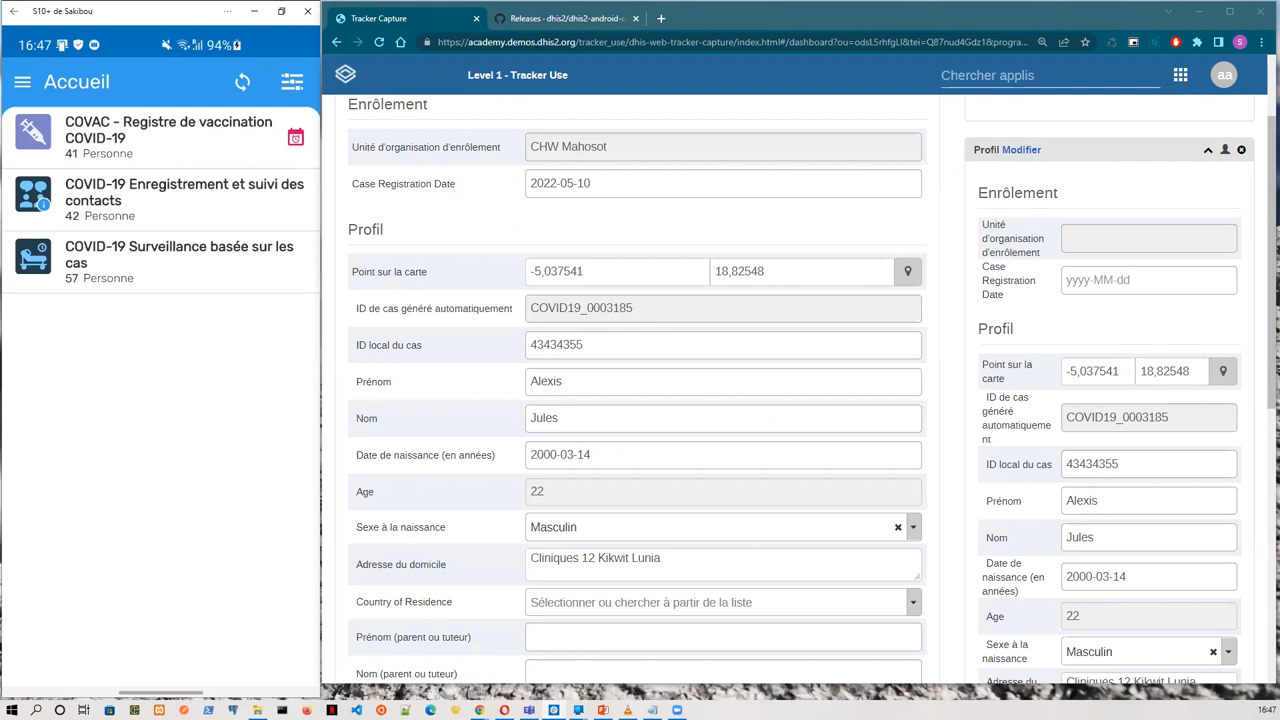 S10+ de Sakibou
16:47
94%
Accueil
COVAC - Registre de vaccination
COVID-19
41 Personne
COVID-19 Enregistrement et suivi des
contacts
42 Personne
COVID-19 Surveillance basée sur les
cas
57 Personne
Tracker Capture
Releases - dhis2/dhis2-android-c
https://academy.demos.dhis2.org/tracker_use/dhis-web-tracker-capture/index.html#/dashboard?ou=odsL5rhfgLl&tei=Q87nud4Gdz1&progra...
S
Level 1 - Tracker Use
Chercher applis
aa
Enrôlement
Unité d'organisation d'enrôlement
CHW Mahosot
Case Registration Date
2022-05-10
Profil
Point sur la carte
-5,037541
18,82548
ID de cas généré automatiquement
COVID19_0003185
ID local du cas
43434355
Prénom
Alexis
Nom
Jules
Date de naissance (en années)
2000-03-14
Age
22
Sexe à la naissance
Masculin
Adresse du domicile
Cliniques 12 Kikwit Lunia
Country of Residence
Sélectionner ou chercher à partir de la liste
Prénom (parent ou tuteur)
Nom (parent ou tuteur)
Profil Modifier
Enrôlement
Unité
d'organisation
d'enrôlement
Case
Registration
Date
yyyy-MM-dd
Profil
Point sur la
carte
-5,037541
18,82548
ID de cas
généré
automatiqueme
nt
COVID19_0003185
ID local du cas
43434355
Prénom
Alexis
Nom
Jules
Date de
naissance (en
années)
2000-03-14
Age
22
Sexe à la
naissance
Masculin
Adresse du
Cliniques 12 Kikwit Lunia
16:47